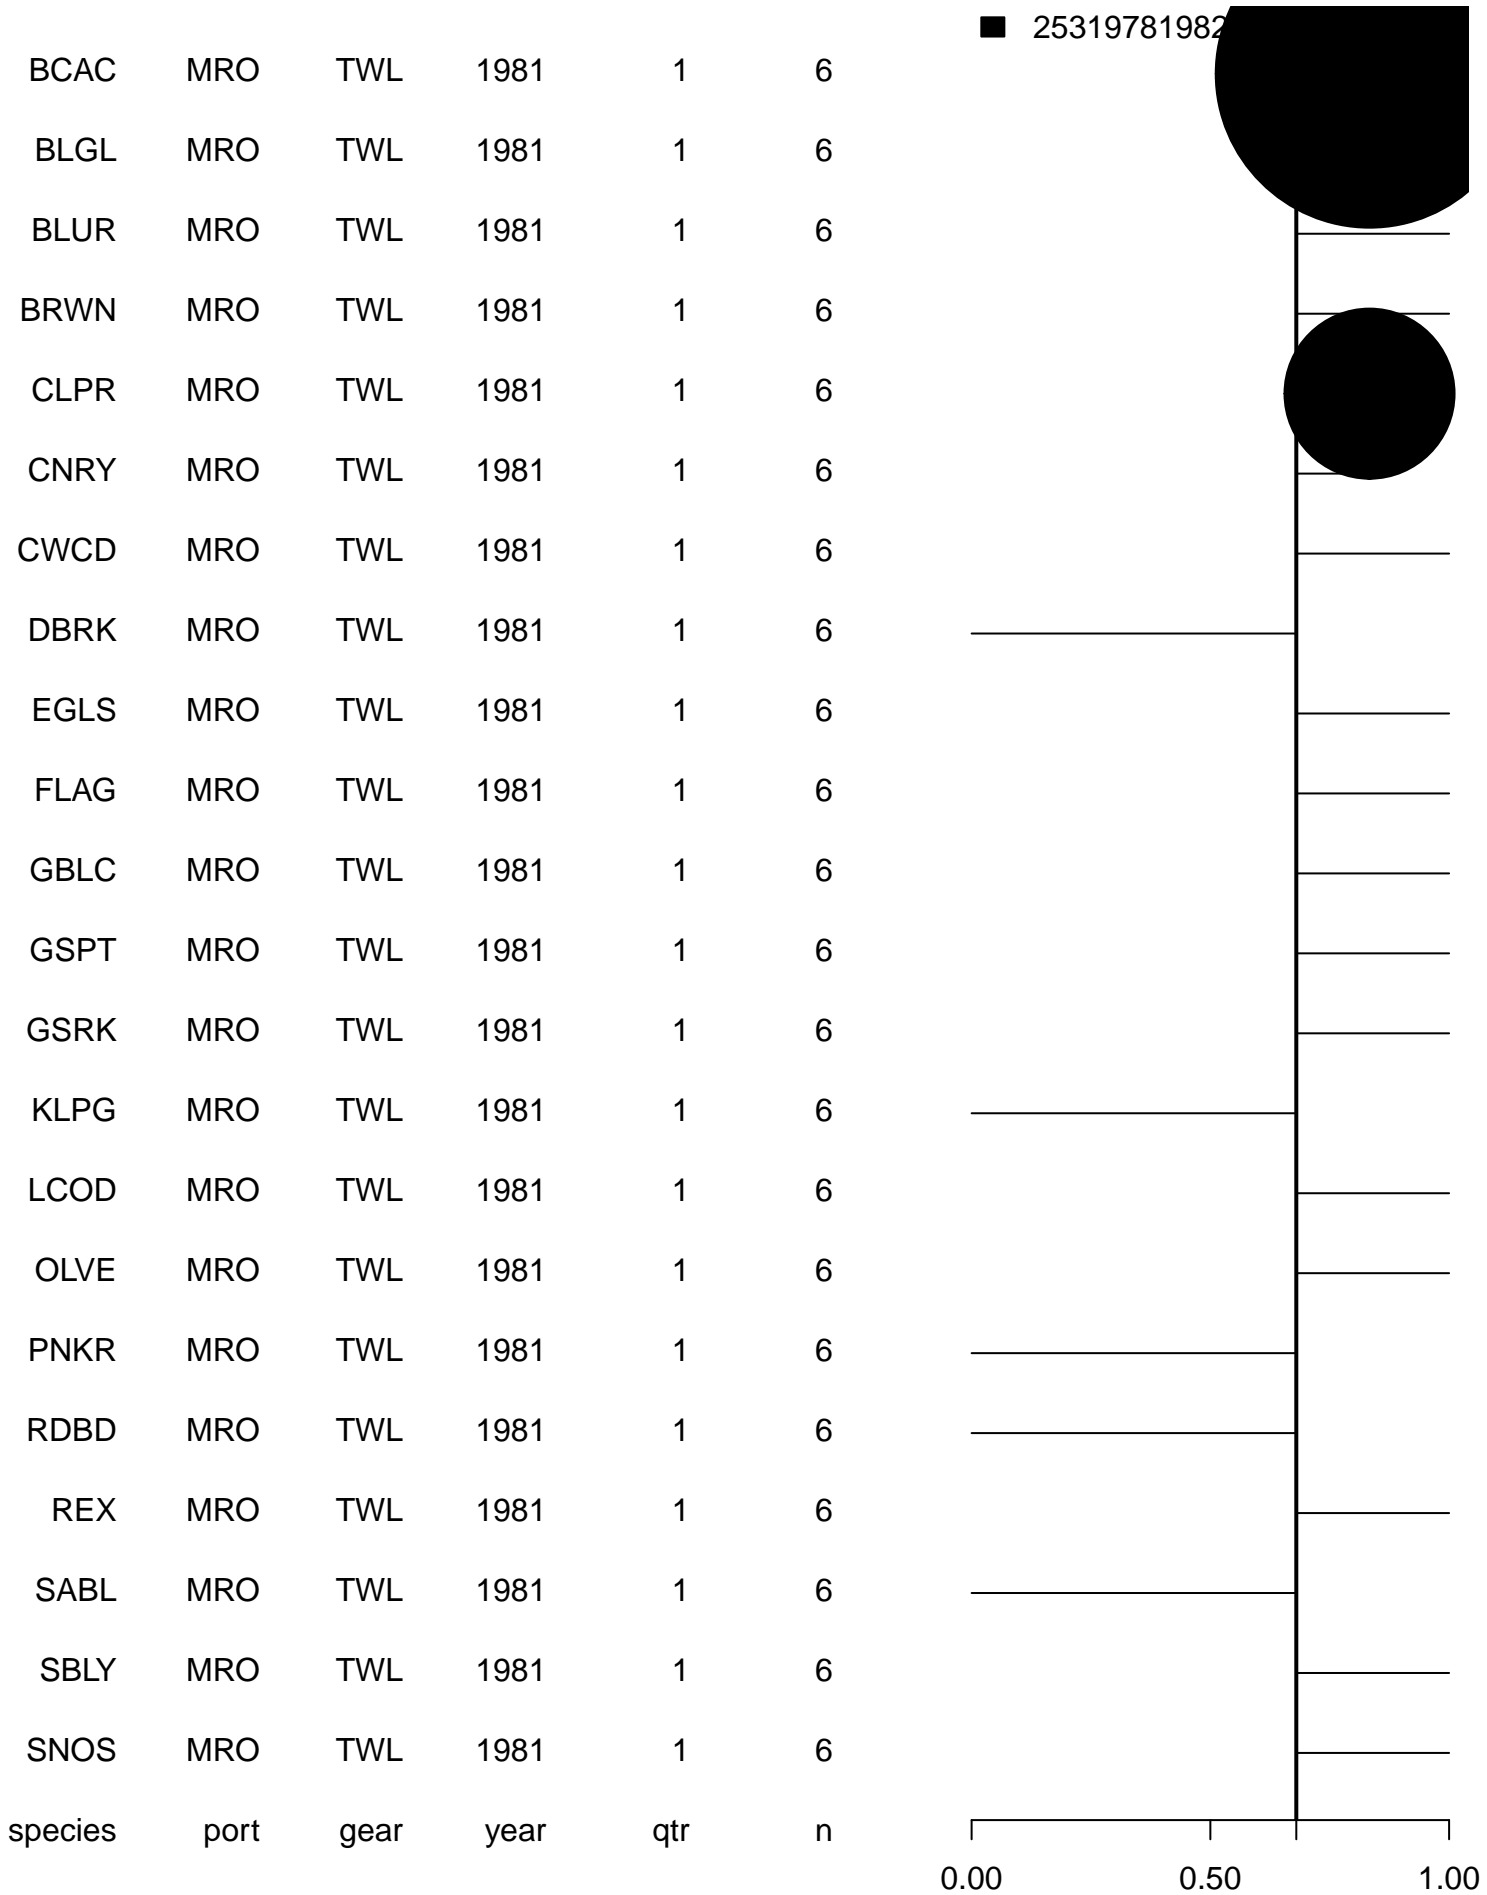 25319781982
BCAC MRO TWL 1981 1 6
BLGL MRO TWL 1981 1 6
BLUR MRO TWL 1981 1 6
BRWN MRO TWL 1981 1 6
CLPR MRO TWL 1981 1 6
CNRY MRO TWL 1981 1 6
CWCD MRO TWL 1981 1 6
DBRK MRO TWL 1981 1 6
EGLS MRO TWL 1981 1 6
FLAG MRO TWL 1981 1 6
GBLC MRO TWL 1981 1 6
GSPT MRO TWL 1981 1 6
GSRK MRO TWL 1981 1 6
KLPG MRO TWL 1981 1 6
LCOD MRO TWL 1981 1 6
OLVE MRO TWL 1981 1 6
PNKR MRO TWL 1981 1 6
RDBD MRO TWL 1981 1 6
REX MRO TWL 1981 1 6
SABL MRO TWL 1981 1 6
SBLY MRO TWL 1981 1 6
SNOS MRO TWL 1981 1 6
species port gear year qtr n
0.00 0.50 1.00